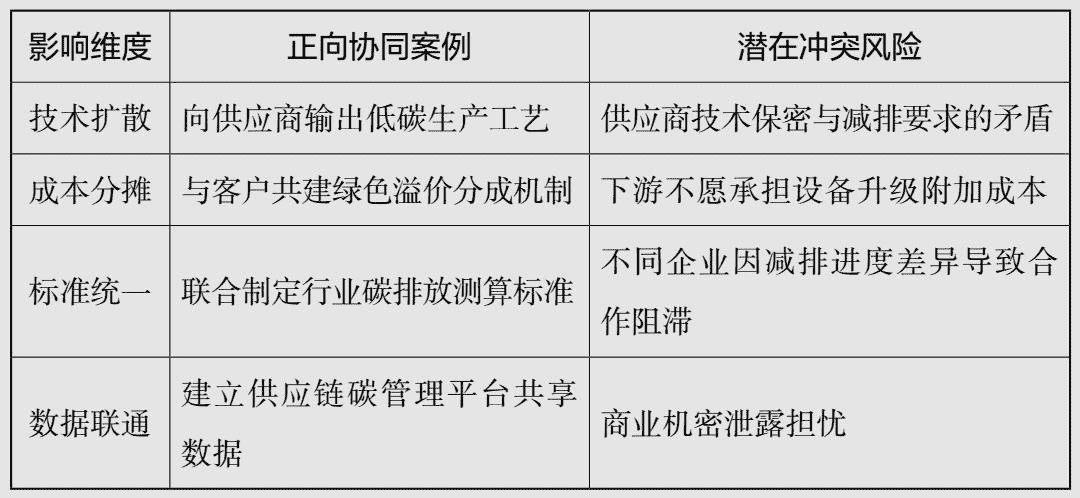 影响维度 正向协同案例 潜在冲突风险
技术扩散 向供应商输出低碳生产工艺 供应商技术保密与减排要求的矛盾
成本分摊 与客户共建绿色溢价分成机制 下游不愿承担设备升级附加成本
标准统一 联合制定行业碳排放测算标准 不同企业因减排进度差异导致合
作阻滞
数据联通 建立供应链碳管理平台共享
数据 商业机密泄露担忧